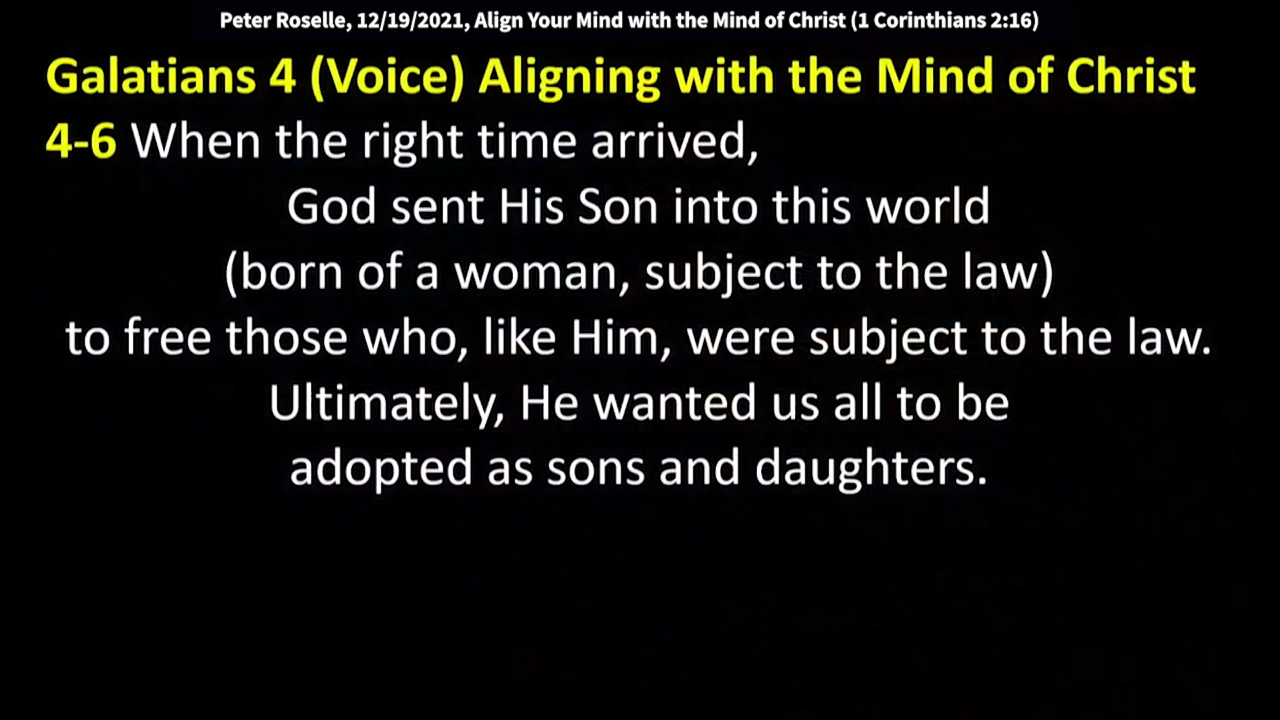 Peter Roselle, 12/19/2021, Align Your Mind with the Mind of Christ (1 Corinthians 2:16)
Galatians 4 (Voice) Aligning with the Mind of Christ
4-6 When the right time arrived,
God sent His Son into this world
(born of a woman, subject to the law)
to free those who, like Him, were subject to the law.
Ultimately, He wanted us all to be
adopted as sons and daughters.